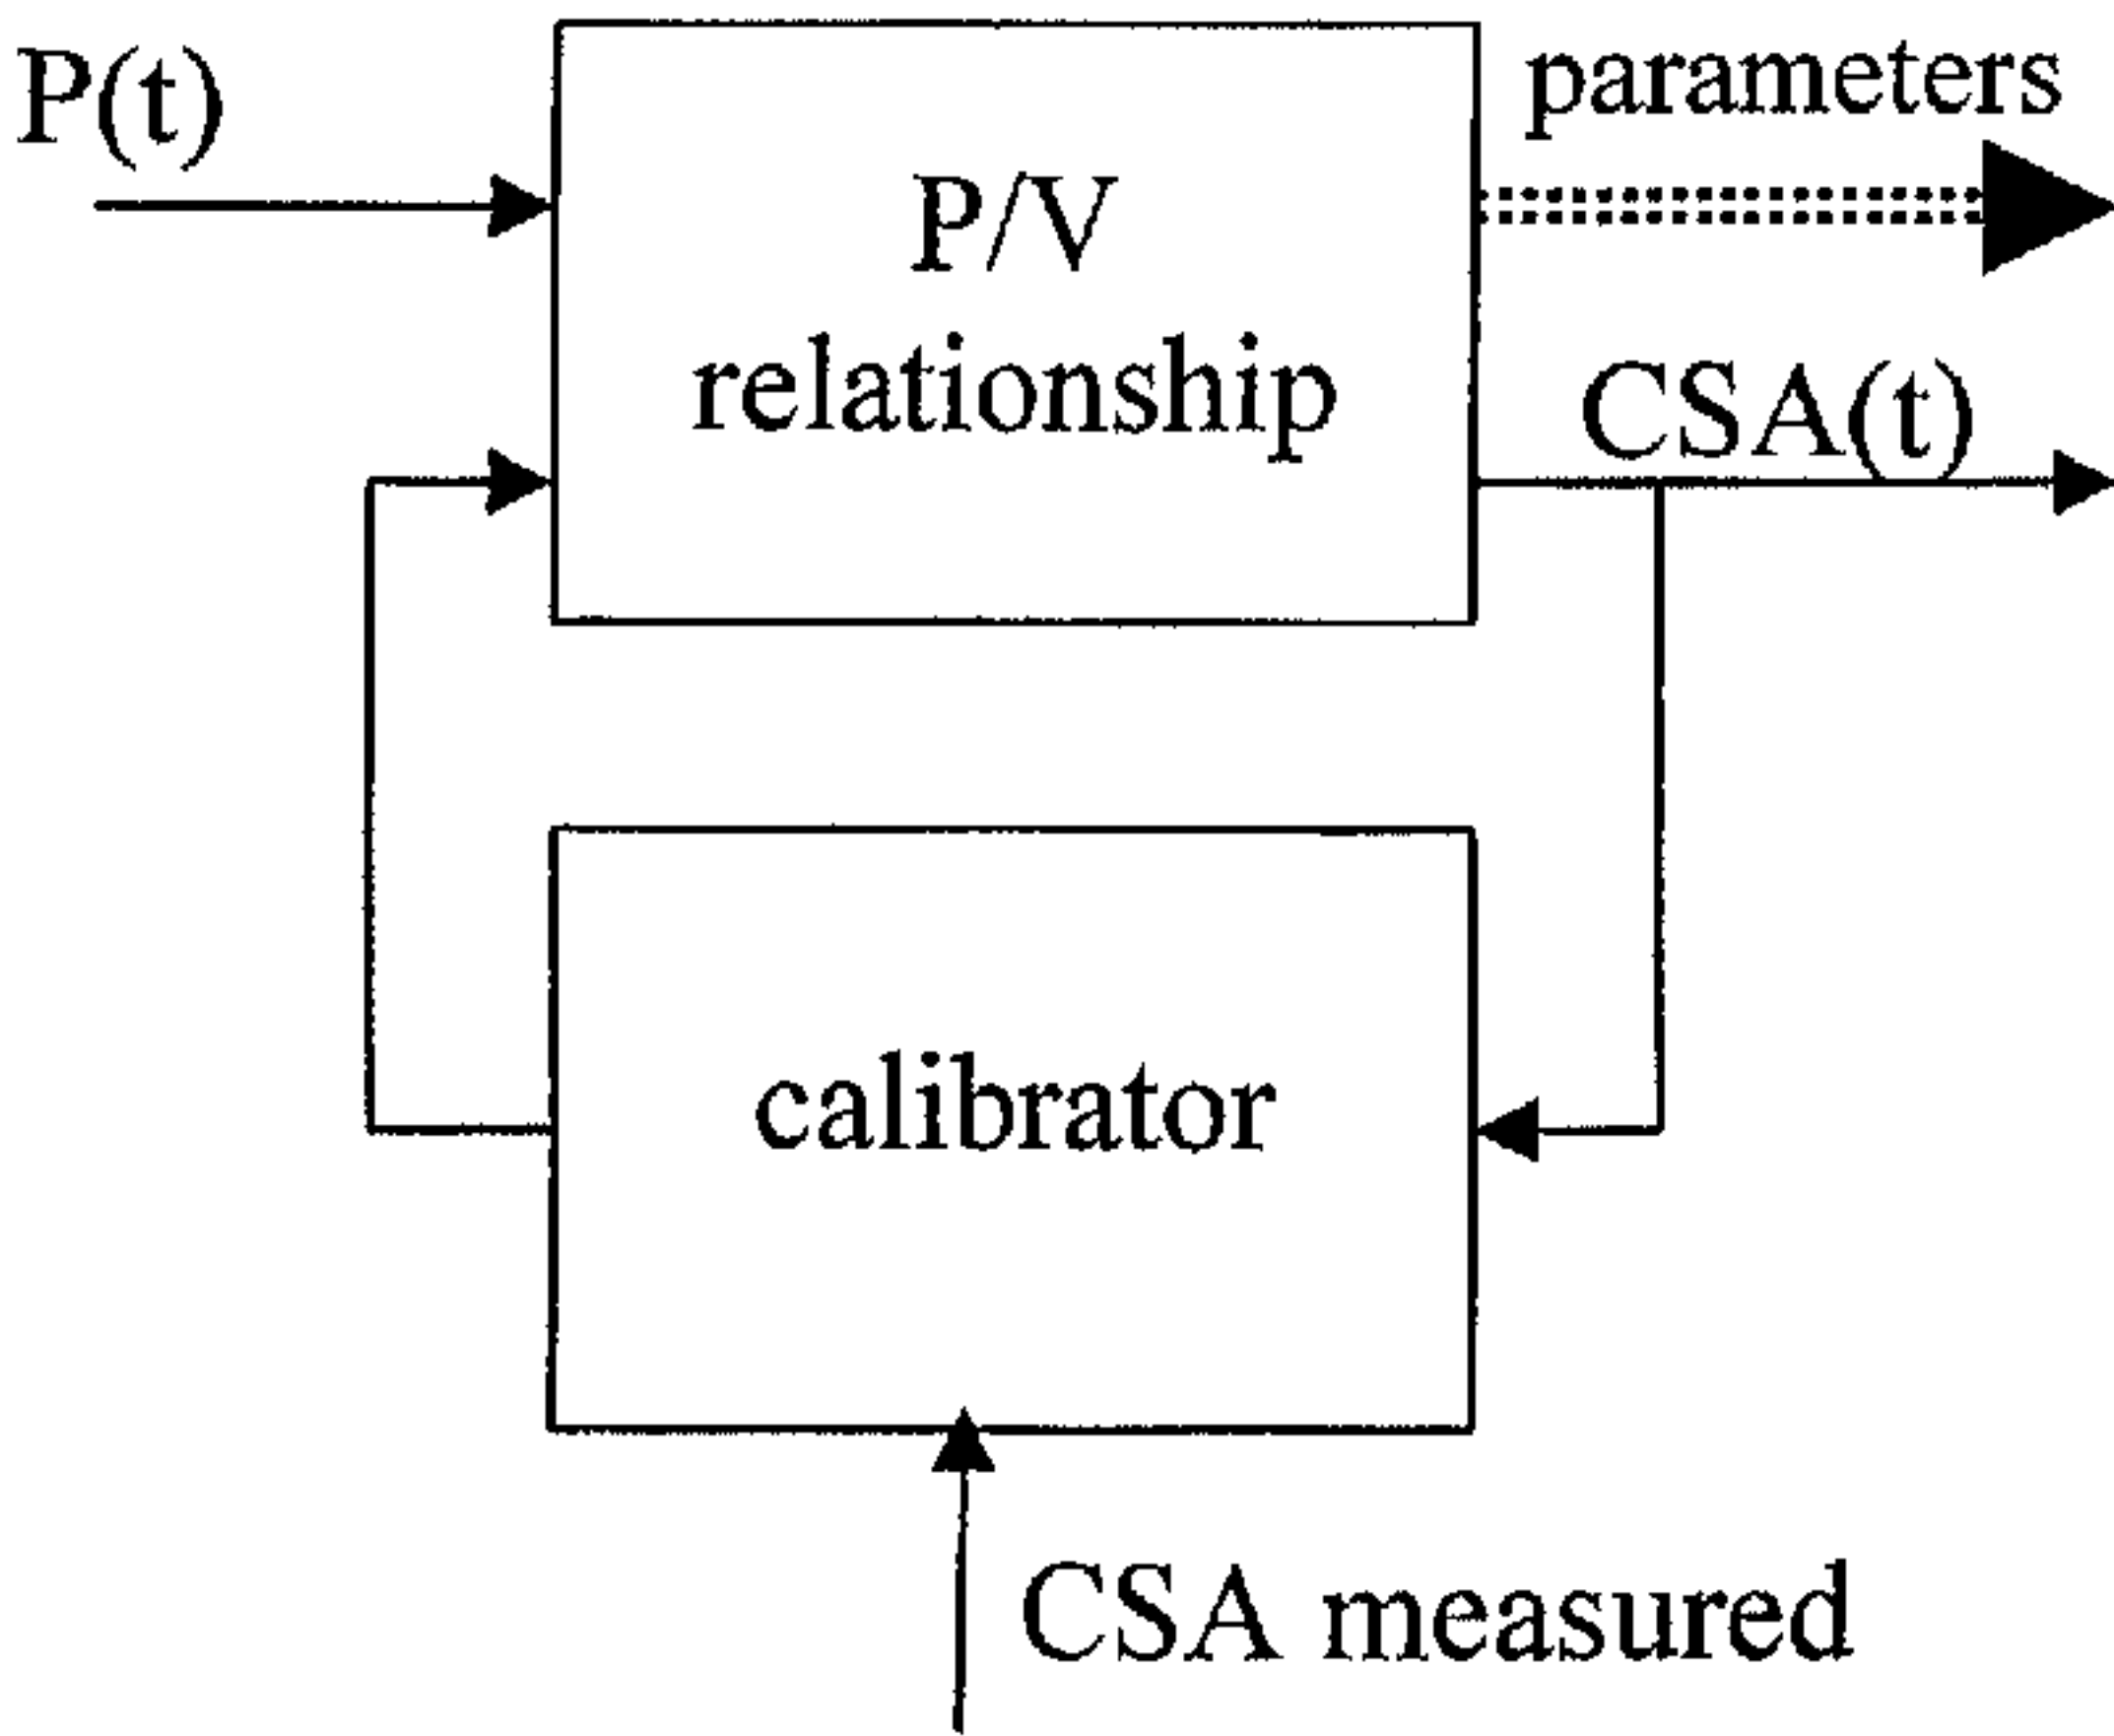 P(t)
parameters
P/V
relationship
CSA(t)
calibrator
CSA measured